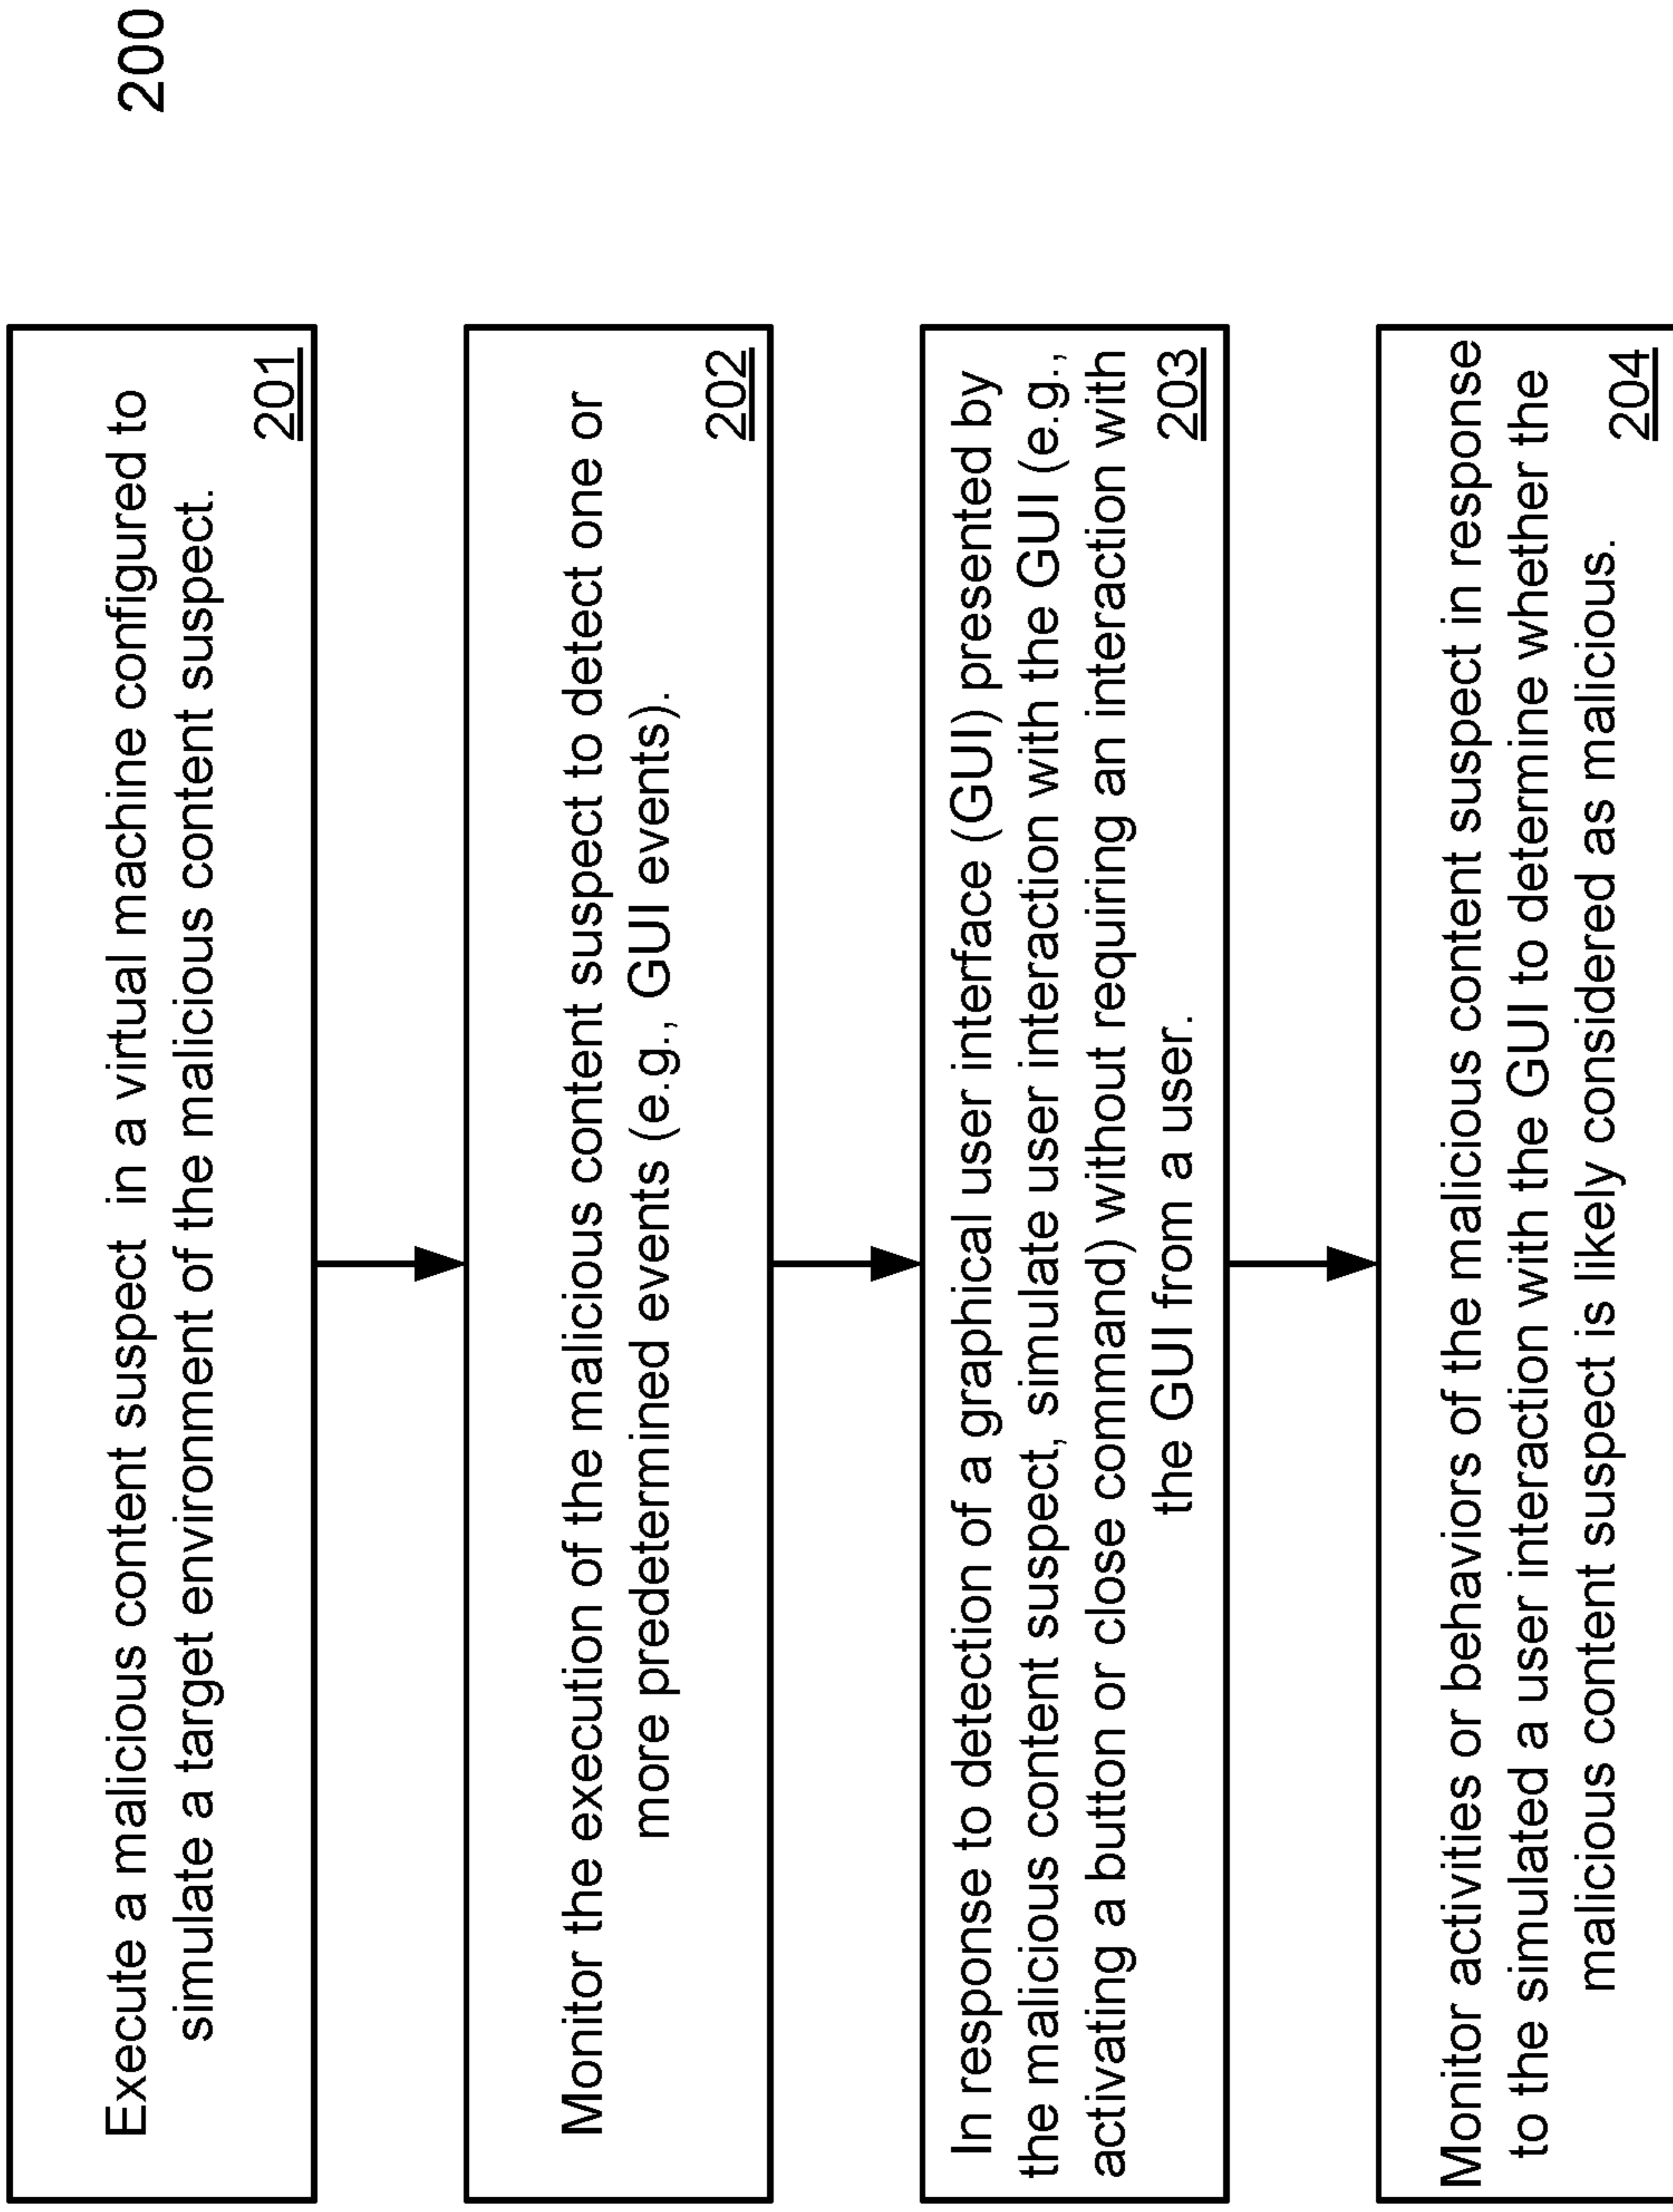 200
Execute a malicious content suspect in a virtual machine configured to
simulate a target environment of the malicious content suspect.
201
Monitor the execution of the malicious content suspect to detect one or
more predetermined events (e.g., GUI events).
202
In response to detection of a graphical user interface (GUI) presented by
the malicious content suspect, simulate user interaction with the GUI (e.g.,
activating a button or close command) without requiring an interaction with
the GUI from a user.
203
Monitor activities or behaviors of the malicious content suspect in response
to the simulated a user interaction with the GUI to determine whether the
malicious content suspect is likely considered as malicious.
204